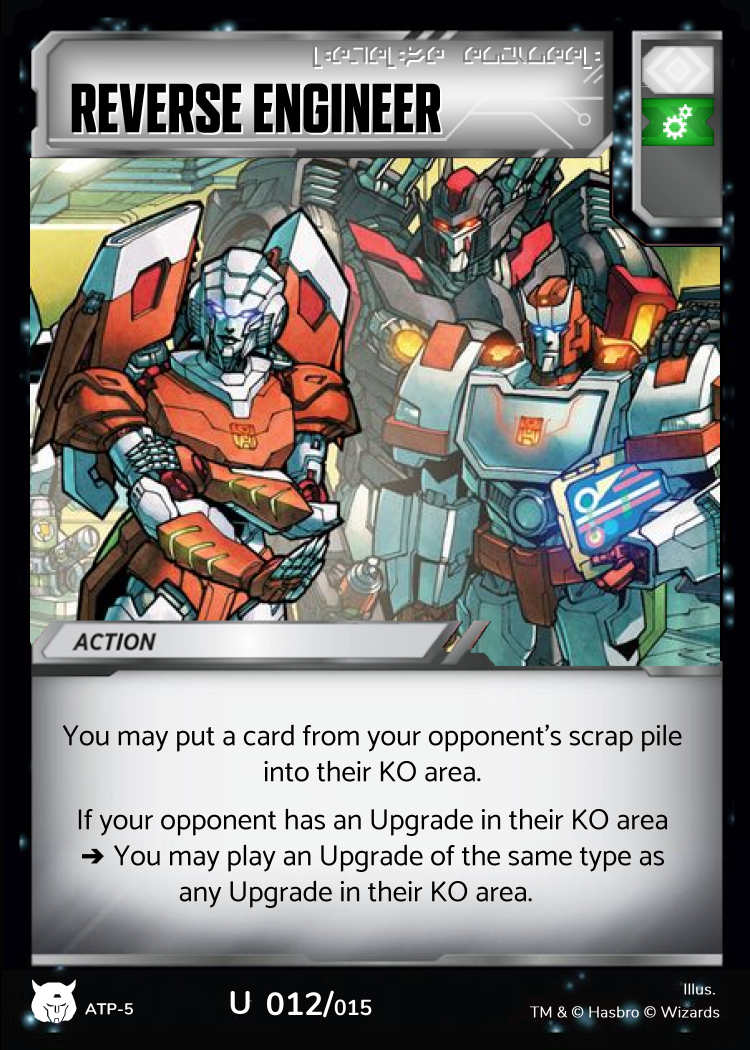 REVERSE ENGINEER
ACTION
You may put a card from your opponent's scrap pile
into their KO area.
If your opponent has an Upgrade in their KO area
➔ You may play an Upgrade of the same type as
any Upgrade in their KO area.
ATP-5
U 012/015
Illus.
TM & © Hasbro © Wizards